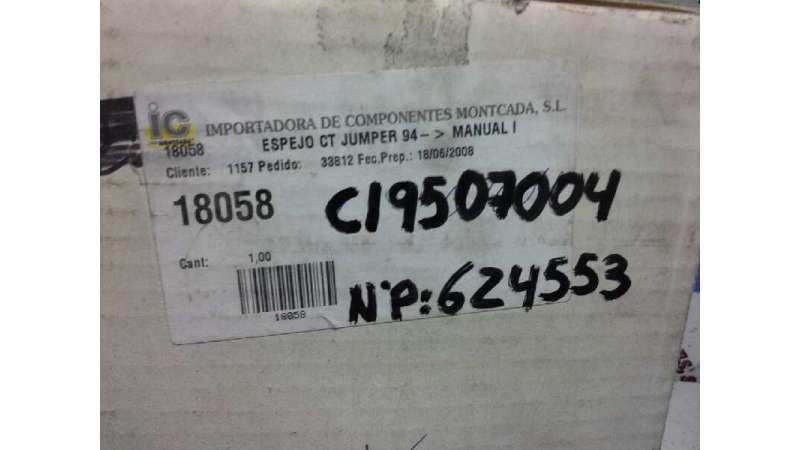 ic
IMPORTADORA DE COMPONENTES MONTCADA, S.L.
18058 ESPEJO CT JUMPER 94-> MANUAL I
Cliente: 1157 Pedido: 33812 Fec.Prep.: 18/06/2008
18058 C19507004
Cant: 1,00
18058
NºP:624553